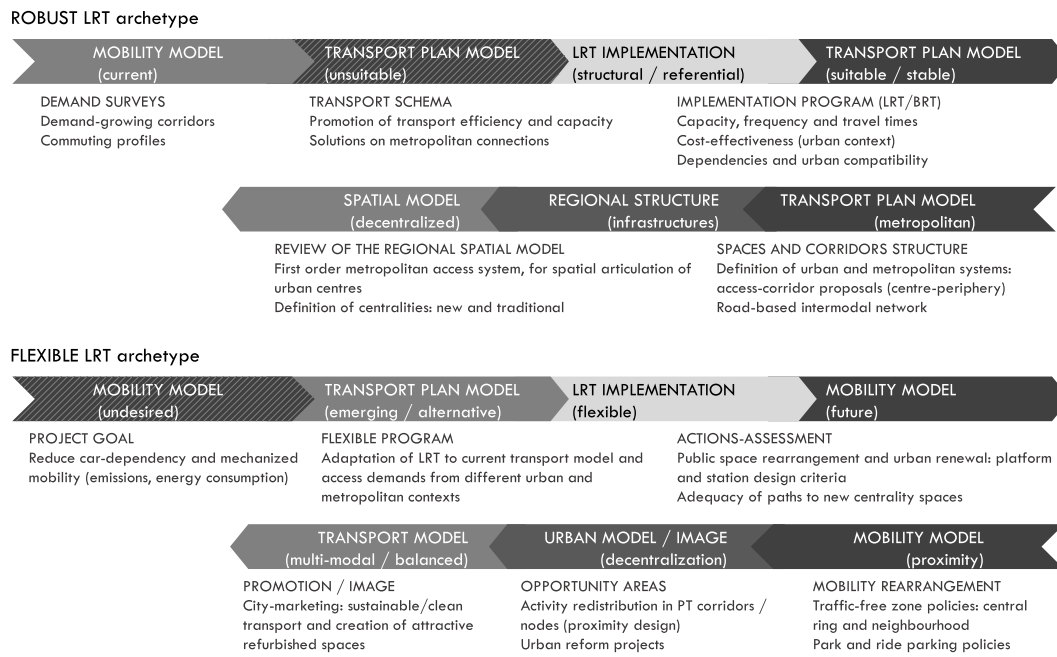 ROBUST LRT archetype
MOBILITY MODEL
(current)
TRANSPORT PLAN MODEL
(unsuitable)
LRT IMPLEMENTATION
(structural / referential)
TRANSPORT PLAN MODEL
(suitable / stable)
DEMAND SURVEYS
Demand-growing corridors
Commuting profiles
TRANSPORT SCHEMA
Promotion of transport efficiency and capacity
Solutions on metropolitan connections
IMPLEMENTATION PROGRAM (LRT/BRT)
Capacity, frequency and travel times
Cost-effectiveness (urban context)
Dependencies and urban compatibility
SPATIAL MODEL
(decentralized)
REGIONAL STRUCTURE
(infrastructures)
TRANSPORT PLAN MODEL
(metropolitan)
REVIEW OF THE REGIONAL SPATIAL MODEL
First order metropolitan access system, for spatial articulation of
urban centres
Definition of centralities: new and traditional
SPACES AND CORRIDORS STRUCTURE
Definition of urban and metropolitan systems:
access-corridor proposals (centre-periphery)
Road-based intermodal network
FLEXIBLE LRT archetype
MOBILITY MODEL
(undesired)
TRANSPORT PLAN MODEL
(emerging / alternative)
LRT IMPLEMENTATION
(flexible)
MOBILITY MODEL
(future)
PROJECT GOAL
Reduce car-dependency and mechanized
mobility (emissions, energy consumption)
FLEXIBLE PROGRAM
Adaptation of LRT to current transport model and
access demands from different urban and
metropolitan contexts
ACTIONS-ASSESSMENT
Public space rearrangement and urban renewal: platform
and station design criteria
Adequacy of paths to new centrality spaces
TRANSPORT MODEL
(multi-modal / balanced)
URBAN MODEL / IMAGE
(decentralization)
MOBILITY MODEL
(proximity)
PROMOTION / IMAGE
City-marketing: sustainable/clean
transport and creation of attractive
refurbished spaces
OPPORTUNITY AREAS
Activity redistribution in PT corridors /
nodes (proximity design)
Urban reform projects
MOBILITY REARRANGEMENT
Traffic-free zone policies: central
ring and neighbourhood
Park and ride parking policies